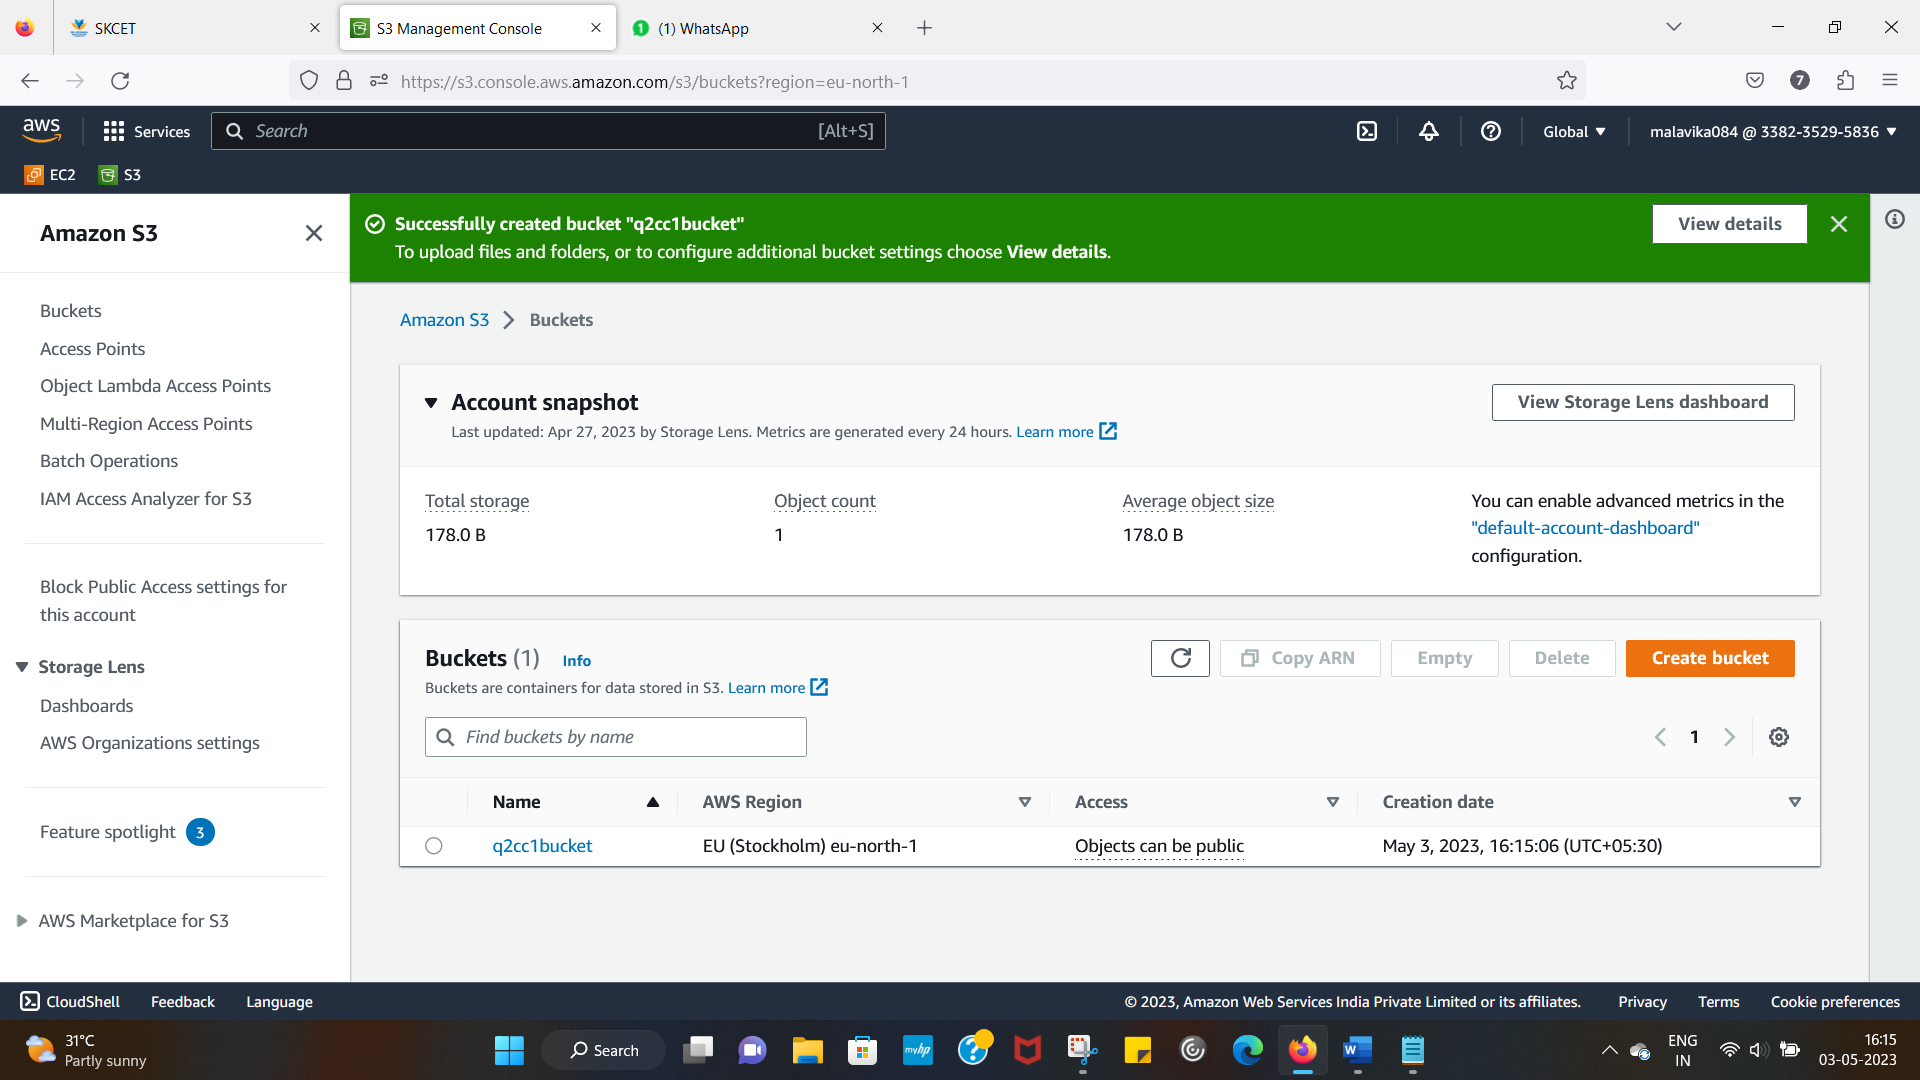 SKCET
S3 Management Console
(1) WhatsApp
https://s3.console.aws.amazon.com/s3/buckets?region=eu-north-1
7
aws
Services
Search
[Alt+S]
Global
malavika084 @ 3382-3529-5836
EC2
S3
Amazon S3
Buckets
Access Points
Object Lambda Access Points
Multi-Region Access Points
Batch Operations
IAM Access Analyzer for S3
Block Public Access settings for
this account
Storage Lens
Dashboards
AWS Organizations settings
Feature spotlight 3
AWS Marketplace for S3
Successfully created bucket "q2cc1bucket"
To upload files and folders, or to configure additional bucket settings choose View details.
View details
Amazon S3 > Buckets
Account snapshot
Last updated: Apr 27, 2023 by Storage Lens. Metrics are generated every 24 hours. Learn more
View Storage Lens dashboard
Total storage
178.0 B
Object count
1
Average object size
178.0 B
You can enable advanced metrics in the
"default-account-dashboard"
configuration.
Buckets (1) Info
Buckets are containers for data stored in S3. Learn more
Copy ARN
Empty
Delete
Create bucket
Find buckets by name
1
Name AWS Region Access Creation date
q2cc1bucket EU (Stockholm) eu-north-1 Objects can be public May 3, 2023, 16:15:06 (UTC+05:30)
CloudShell Feedback Language
© 2023, Amazon Web Services India Private Limited or its affiliates. Privacy Terms Cookie preferences
31°C
Partly sunny
Search
myhp
ENG
IN
16:15
03-05-2023